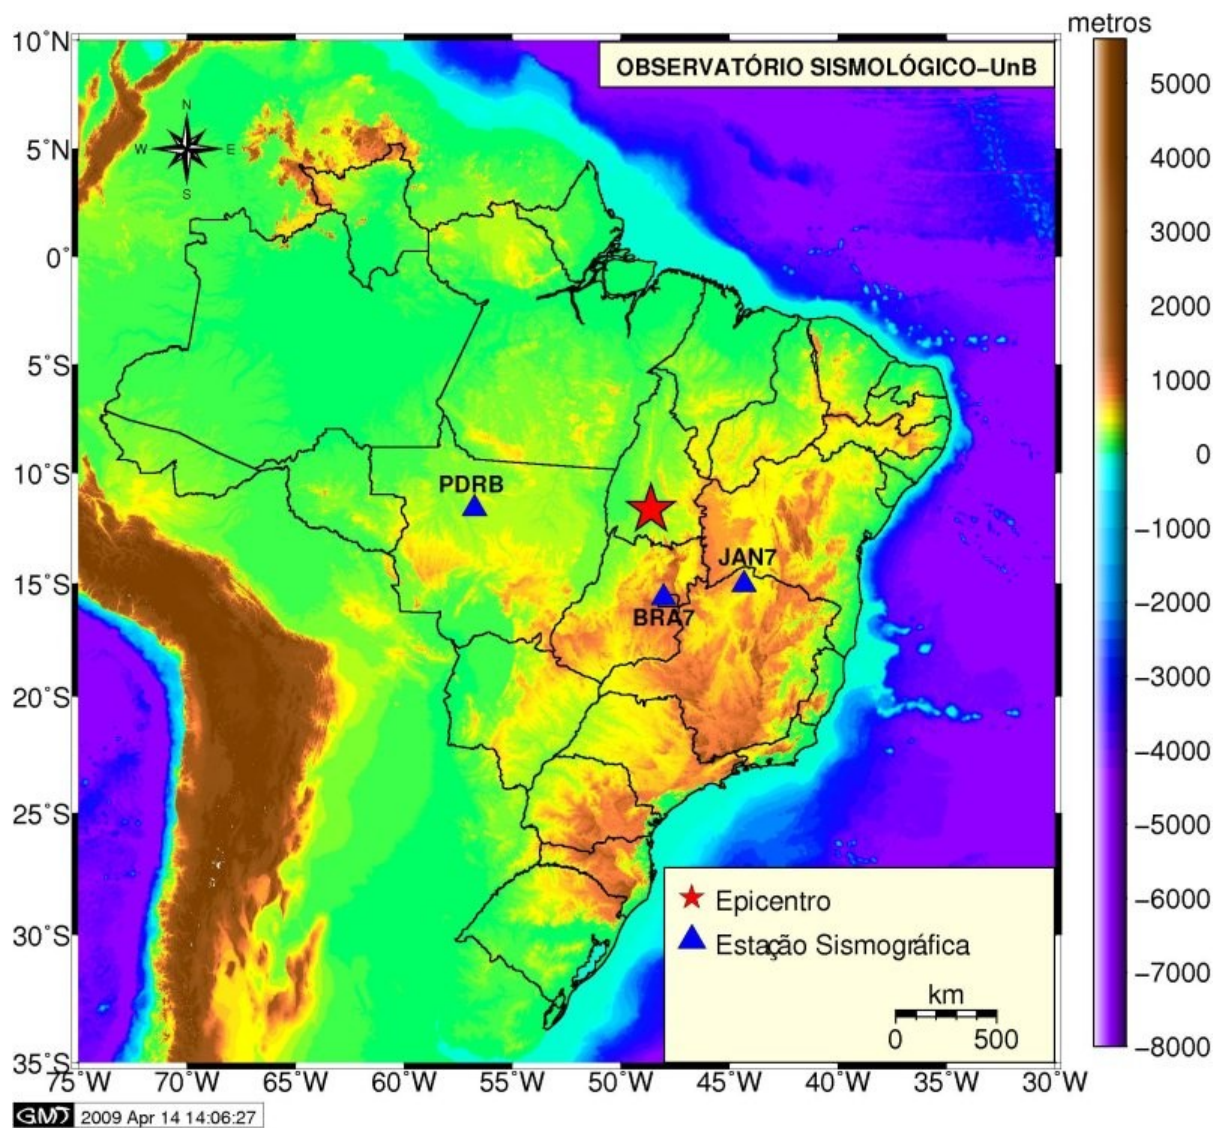 metros
OBSERVATÓRIO SISMOLÓGICO-UnB
10˚N
5˚N
0˚
5˚S
10˚S
15˚S
20˚S
25˚S
30˚S
35˚S
N
W
E
S
PDRB
JAN7
BRA7
Epicentro
Estação Sismográfica
km
0 500
75˚W 70˚W 65˚W 60˚W 55˚W 50˚W 45˚W 40˚W 35˚W 30˚W
5000
4000
3000
2000
1000
0
-1000
-2000
-3000
-4000
-5000
-6000
-7000
-8000
GMT 2009 Apr 14 14:06:27